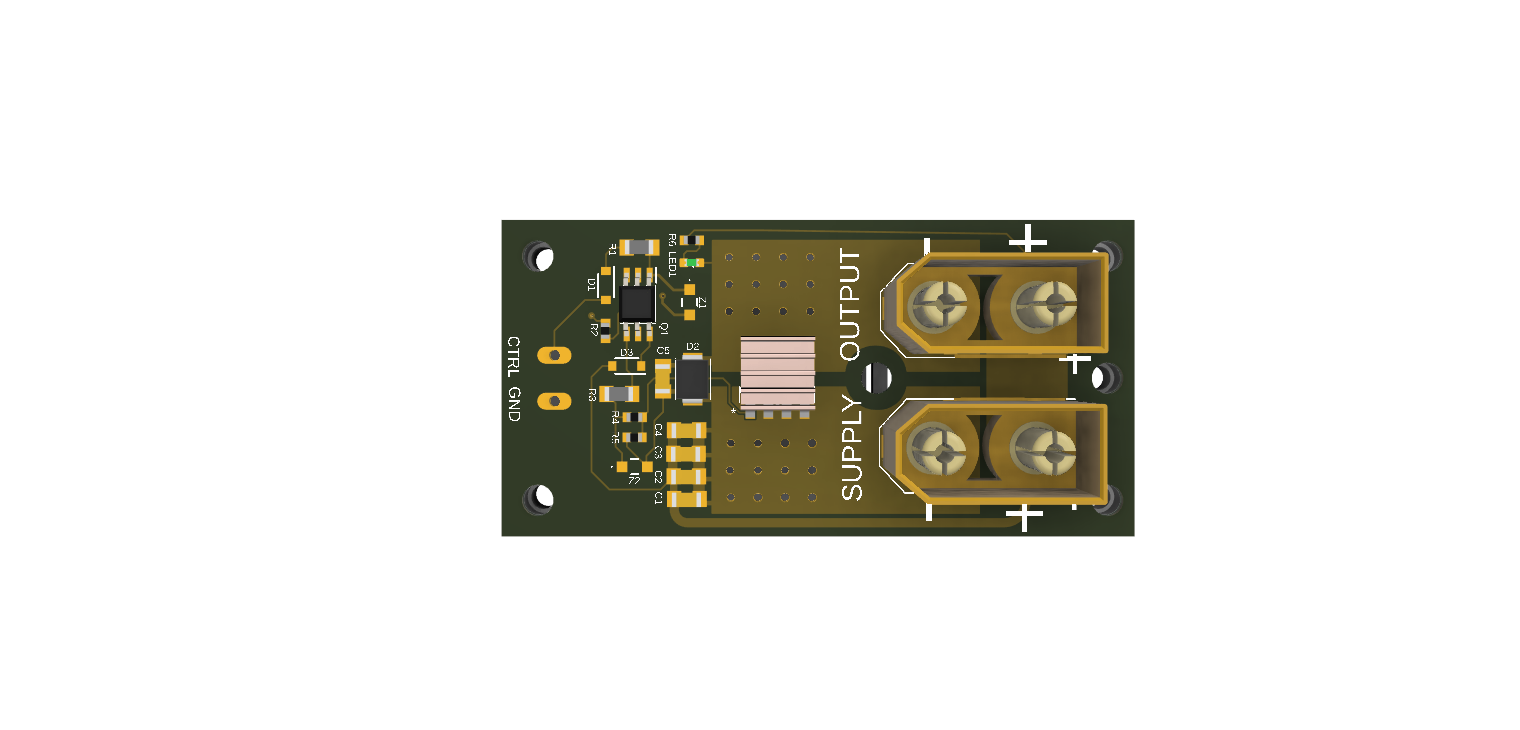 R1
R6
LED1
D1
Z1
R2
Q1
D3
C5
D2
CTRL GND
R3
R4
R5
Z2
C4
C3
C2
C1
*
SUPPLY OUTPUT
-
+
+
-
+